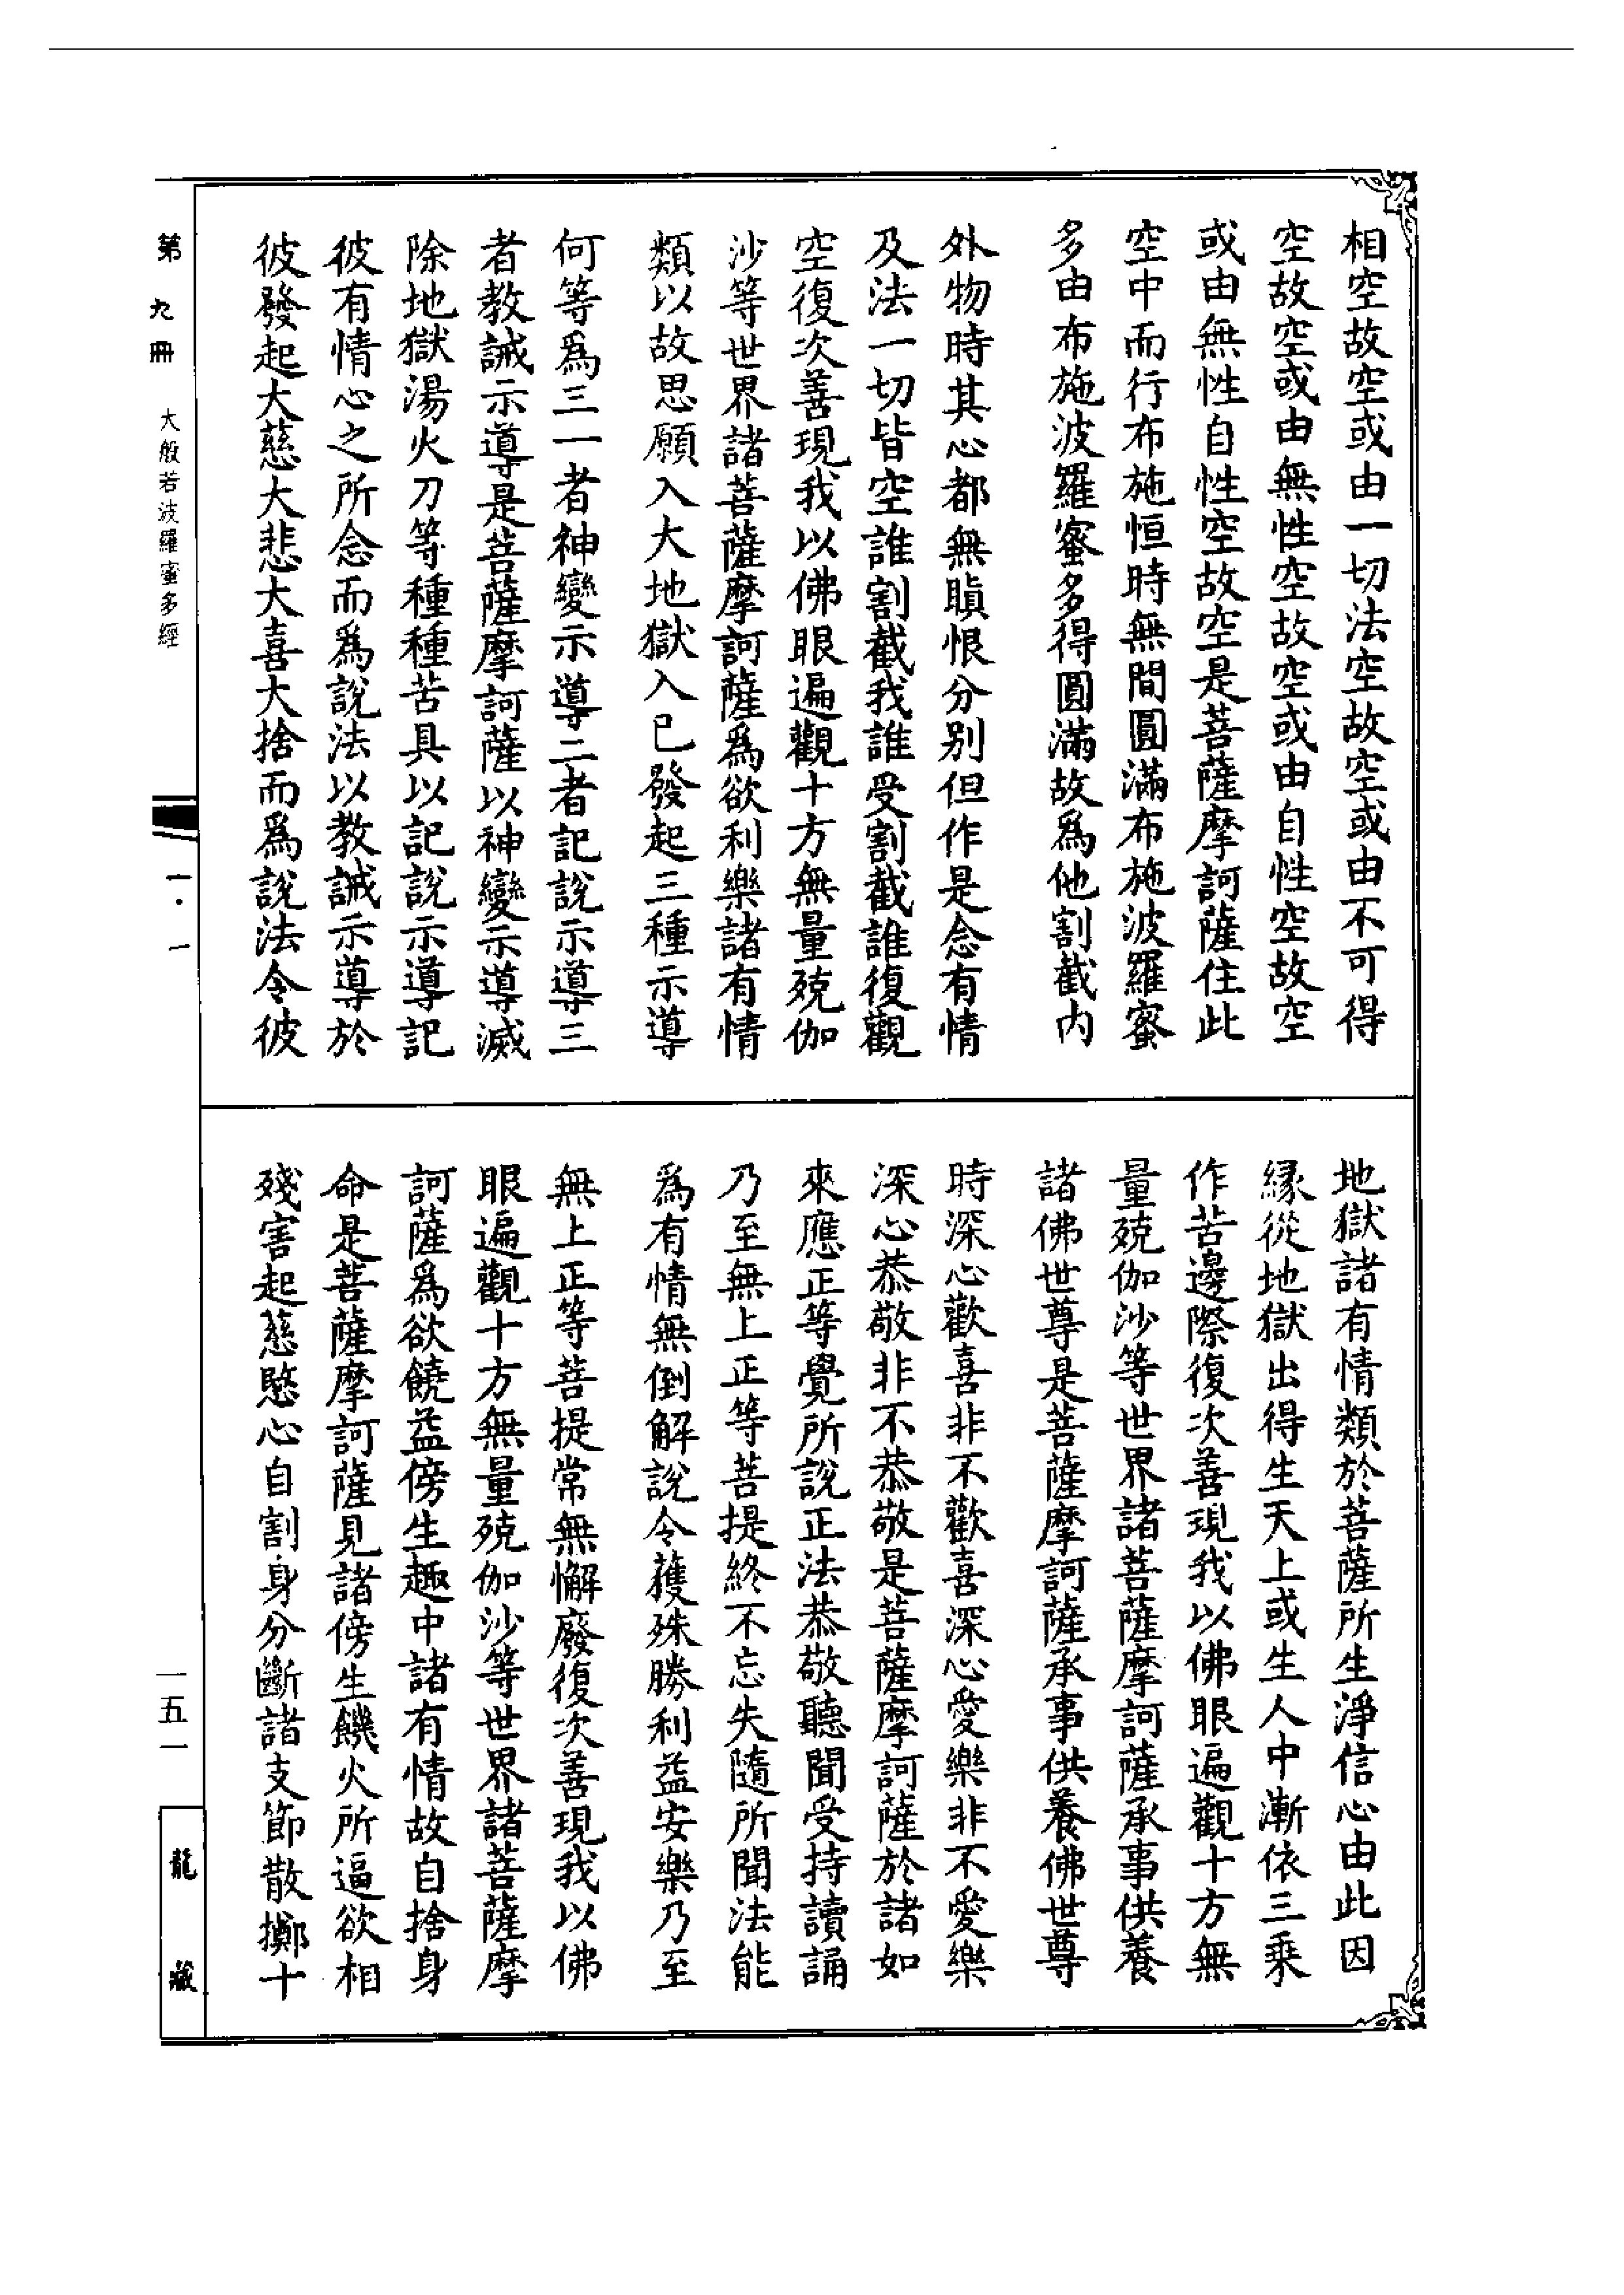 相空故空或由一切法空故空或由不可得
空故空或由無性空故空或由自性空故空
或由無性自性空故空是菩薩摩訶薩住此
空中而行布施恒時無間圓滿布施波羅蜜
多由布施波羅蜜多得圓滿故為他割截內
外物時其心都無瞋恨分別但作是念有情
及法一切皆空誰割截我誰受割截誰復觀
空復次善現我以佛眼遍觀十方無量殑伽
沙等世界諸菩薩摩訶薩為欲利樂諸有情
類以故思願入大地獄入已發起三種示導
何等為三一者神變示導二者記說示導三
者教誡示導是菩薩摩訶薩以神變示導滅
除地獄湯火刀等種種苦具以記說示導記
彼有情心之所念而為說法以教誡示導於
彼發起大慈大悲大喜大捨而為說法令彼
地獄諸有情類於菩薩所生淨信心由此因
緣從地獄出得生天上或生人中漸依三乘
作苦邊際復次善現我以佛眼遍觀十方無
量殑伽沙等世界諸菩薩摩訶薩承事供養
諸佛世尊是菩薩摩訶薩承事供養佛世尊
時深心歡喜非不歡喜深心愛樂非不愛樂
深心恭敬非不恭敬是菩薩摩訶薩於諸如
來應正等覺所說正法恭敬聽聞受持讀誦
乃至無上正等菩提終不忘失隨所聞法能
為有情無倒解說令獲殊勝利益安樂乃至
無上正等菩提常無懈廢復次善現我以佛
眼遍觀十方無量殑伽沙等世界諸菩薩摩
訶薩為欲饒益傍生趣中諸有情故自捨身
命是菩薩摩訶薩見諸傍生饑火所逼欲相
殘害起慈愍心自割身分斷諸支節散擲十
第九冊 大般若波羅蜜多經 一·一 一五一 龍藏